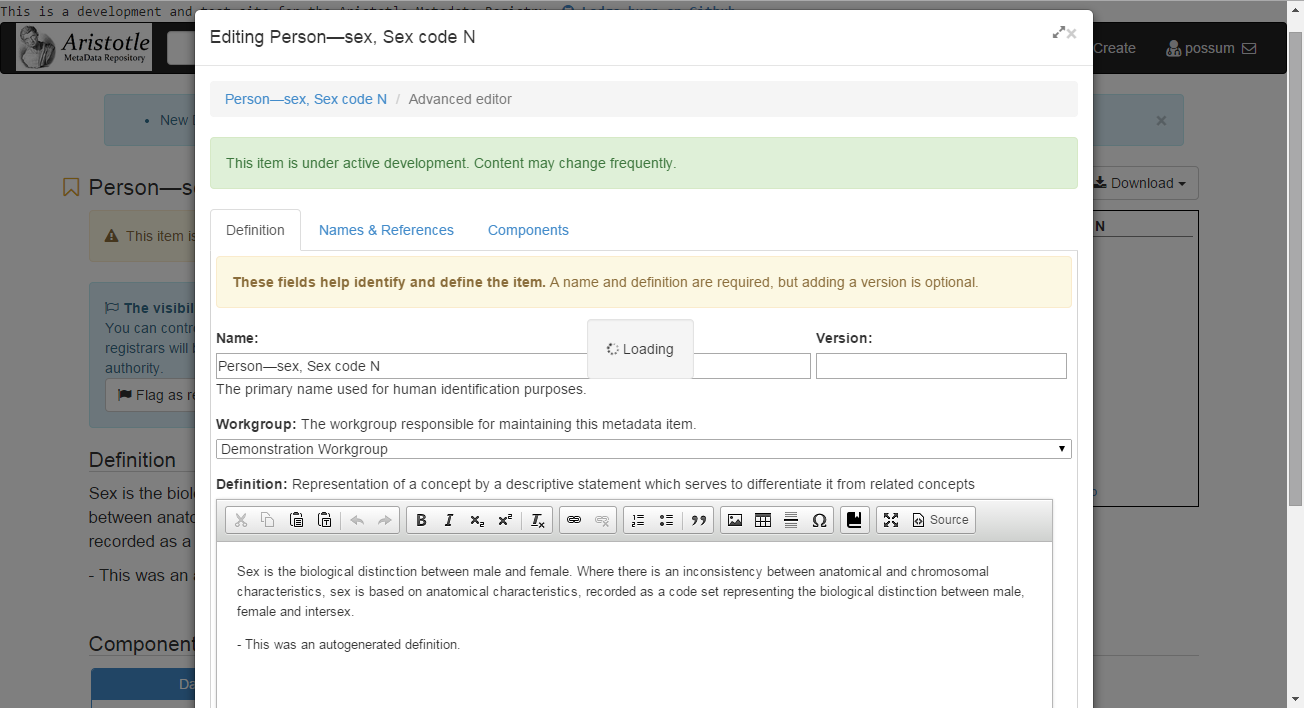 This is a development and test site for the Aristotle Metadata Registry.
Editing Person—sex, Sex code N
Aristotle
MetaData Repository
Create
possum
Person—sex, Sex code N / Advanced editor
New
This item is under active development. Content may change frequently.
Person—s
Download
This item is
N
Definition
Names & References
Components
These fields help identify and define the item. A name and definition are required, but adding a version is optional.
The visibil
You can contr
registrars will
authority.
Flag as re
Name:
Version:
Loading
Person—sex, Sex code N
The primary name used for human identification purposes.
Workgroup: The workgroup responsible for maintaining this metadata item.
Demonstration Workgroup
Definition
Definition: Representation of a concept by a descriptive statement which serves to differentiate it from related concepts
Sex is the biol
between anato
recorded as a
- This was an
Source
Sex is the biological distinction between male and female. Where there is an inconsistency between anatomical and chromosomal
characteristics, sex is based on anatomical characteristics, recorded as a code set representing the biological distinction between male,
female and intersex.
- This was an autogenerated definition.
Component
Da